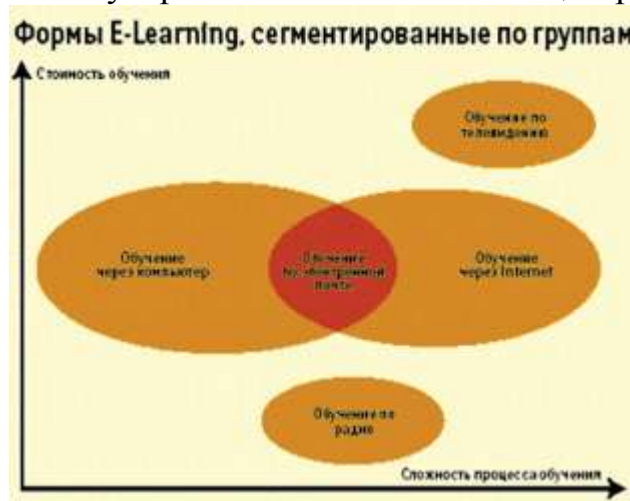 Формы E-Learning, сегментированные по группам
Стоимость обучения
Обучение по
телевидению
Обучение
через компьютер
Обучение
по электронной
почте
Обучение
через Internet
Обучение по
радио
Сложность процесса обучения